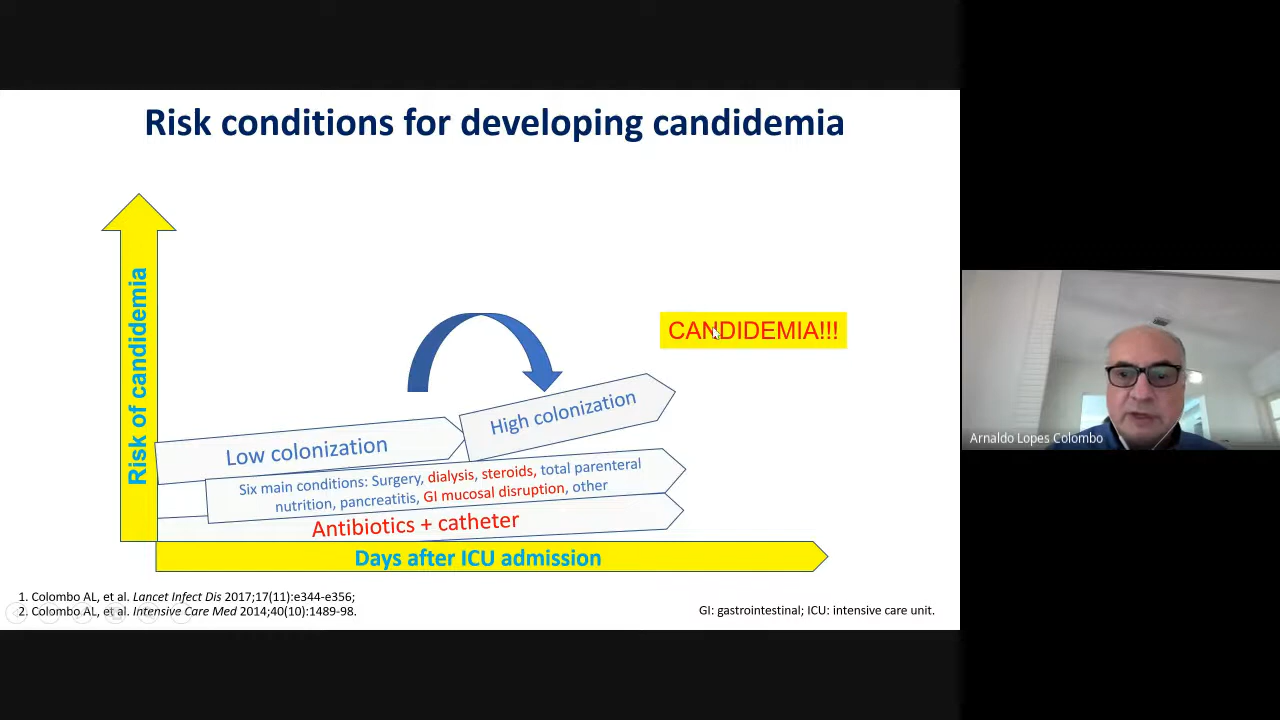 Risk conditions for developing candidemia
Risk of candidemia
CANDIDEMIA!!!
High colonization
Low colonization
Six main conditions: Surgery, dialysis, steroids, total parenteral
nutrition, pancreatitis, GI mucosal disruption, other
Antibiotics + catheter
Days after ICU admission
1. Colombo AL, et al. Lancet Infect Dis 2017;17(11):e344-e356;
2. Colombo AL, et al. Intensive Care Med 2014;40(10):1489-98.
GI: gastrointestinal; ICU: intensive care unit.
Arnaldo Lopes Colombo